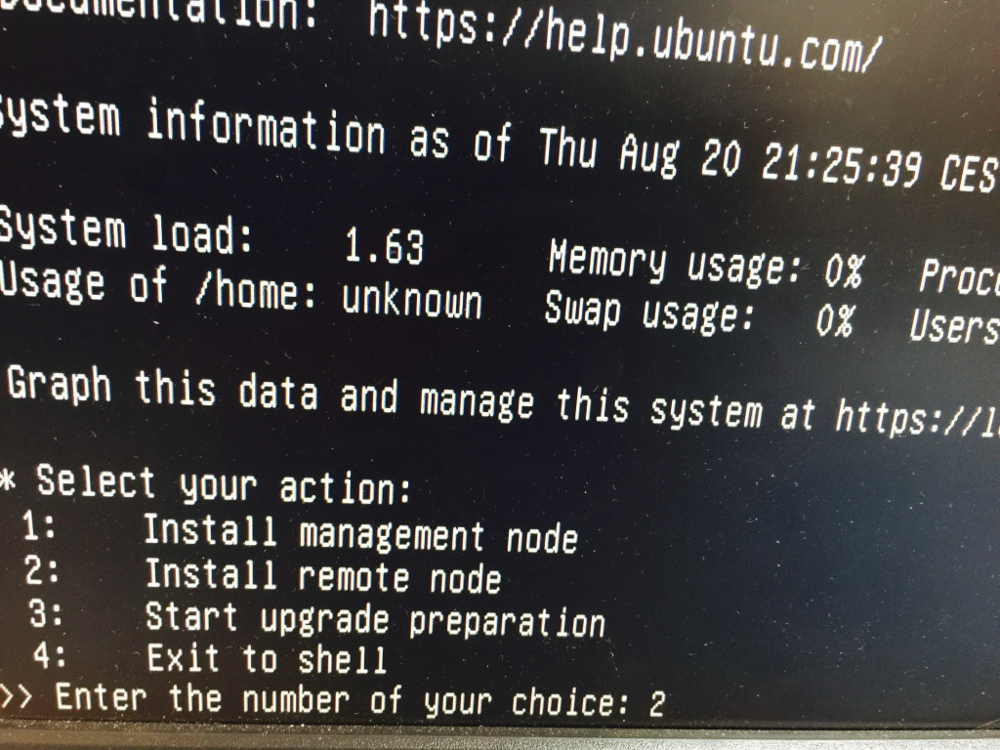 https://help.ubuntu.com/
System information as of Thu Aug 20 21:25:39 CES
System load: 1.63 Memory usage: 0% Proc
Usage of /home: unknown Swap usage: 0% Users
Graph this data and manage this system at https://l
* Select your action:
1: Install management node
2: Install remote node
3: Start upgrade preparation
4: Exit to shell
>> Enter the number of your choice: 2